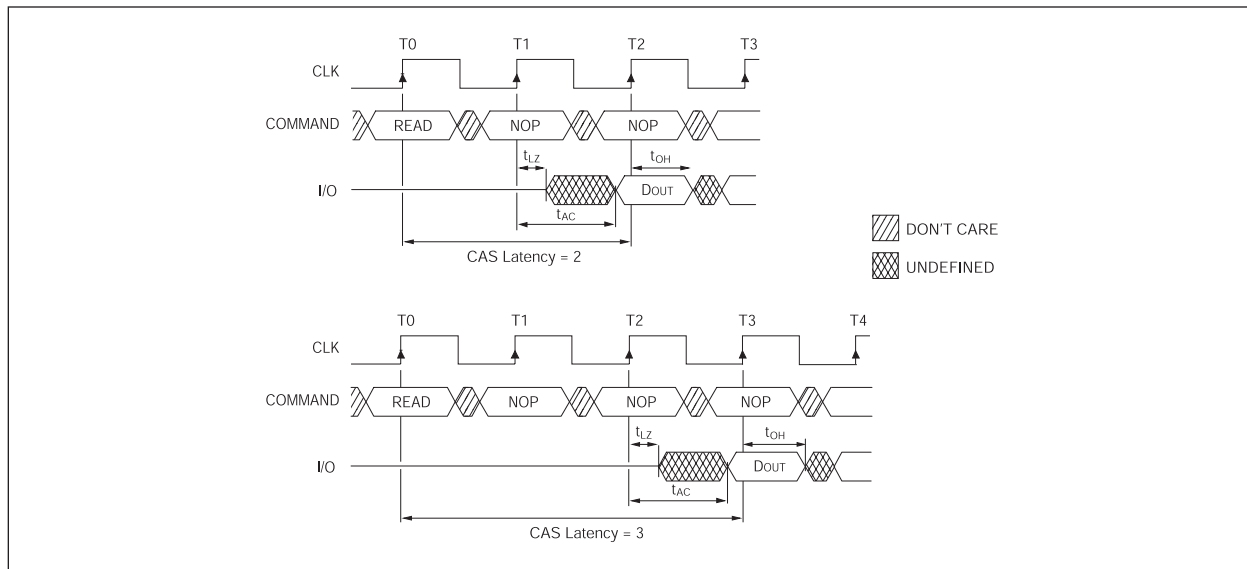 T0 T1 T2 T3
CLK
COMMAND READ NOP NOP
tLZ tOH
I/O DOUT
tAC
CAS Latency = 2
DON'T CARE
UNDEFINED
T0 T1 T2 T3 T4
CLK
COMMAND READ NOP NOP NOP
tLZ tOH
I/O DOUT
tAC
CAS Latency = 3